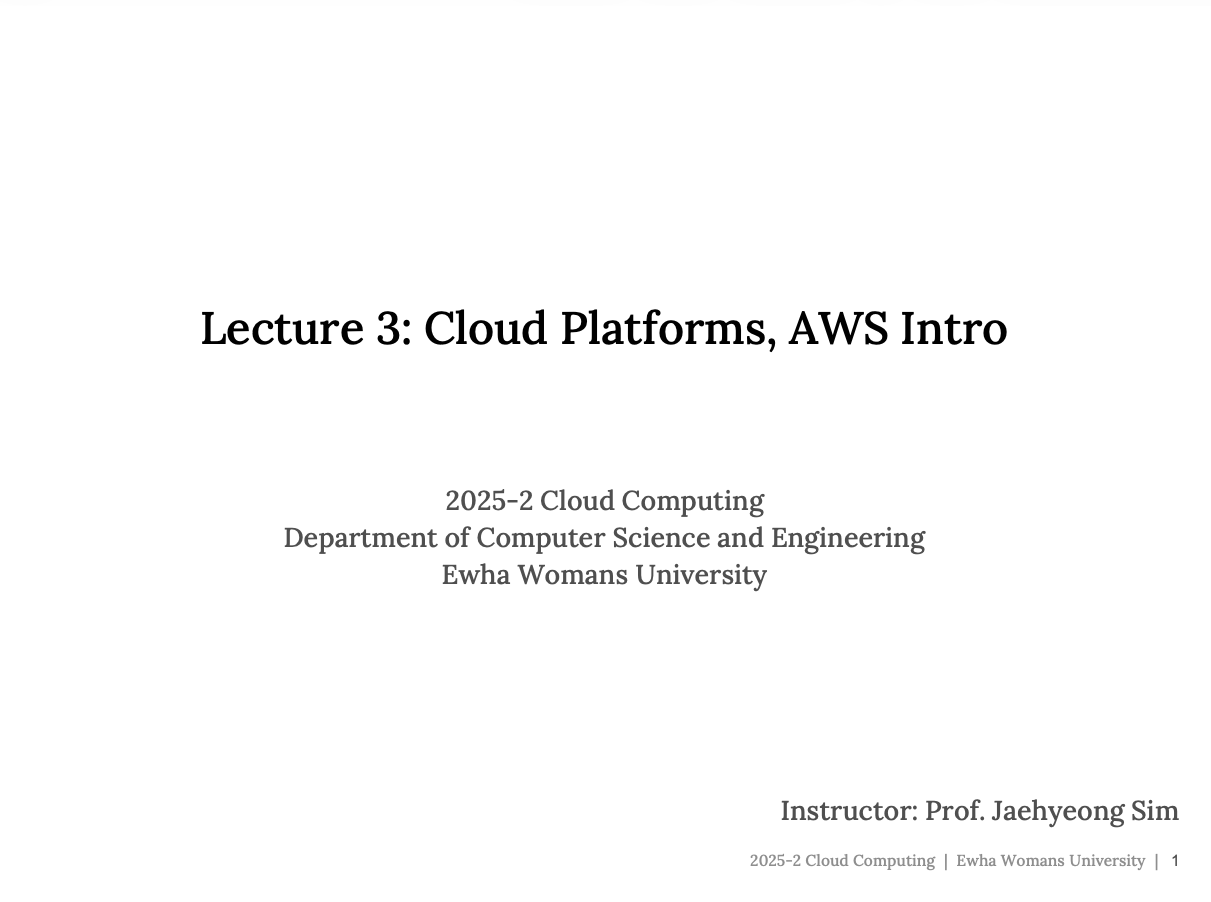 Lecture 3: Cloud Platforms, AWS Intro
2025-2 Cloud Computing
Department of Computer Science and Engineering
Ewha Womans University
Instructor: Prof. Jaehyeong Sim
2025-2 Cloud Computing | Ewha Womans University | 1